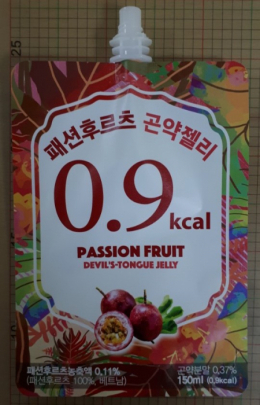 25
패션후르츠 곤약젤리
0.9kcal
PASSION FRUIT
DEVIL'S-TONGUE JELLY
패션후르츠농축액 0.11%
(패션후르츠 100%, 베트남)
곤약분말 0.37%
150ml (0.9kcal)